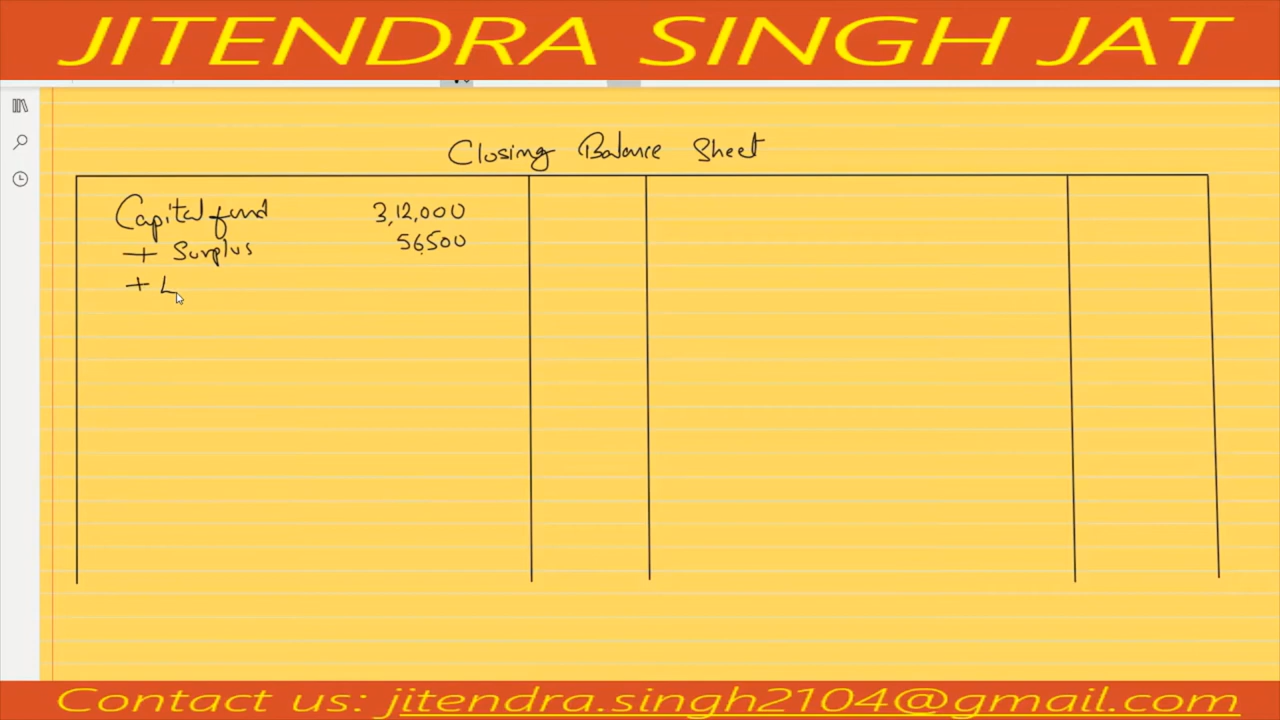 JITENDRA SINGH JAT
Closing Balance Sheet
Capital fund 3,12,000
+ Surplus 56500
+ L
Contact us: jitendra.singh2104@gmail.com